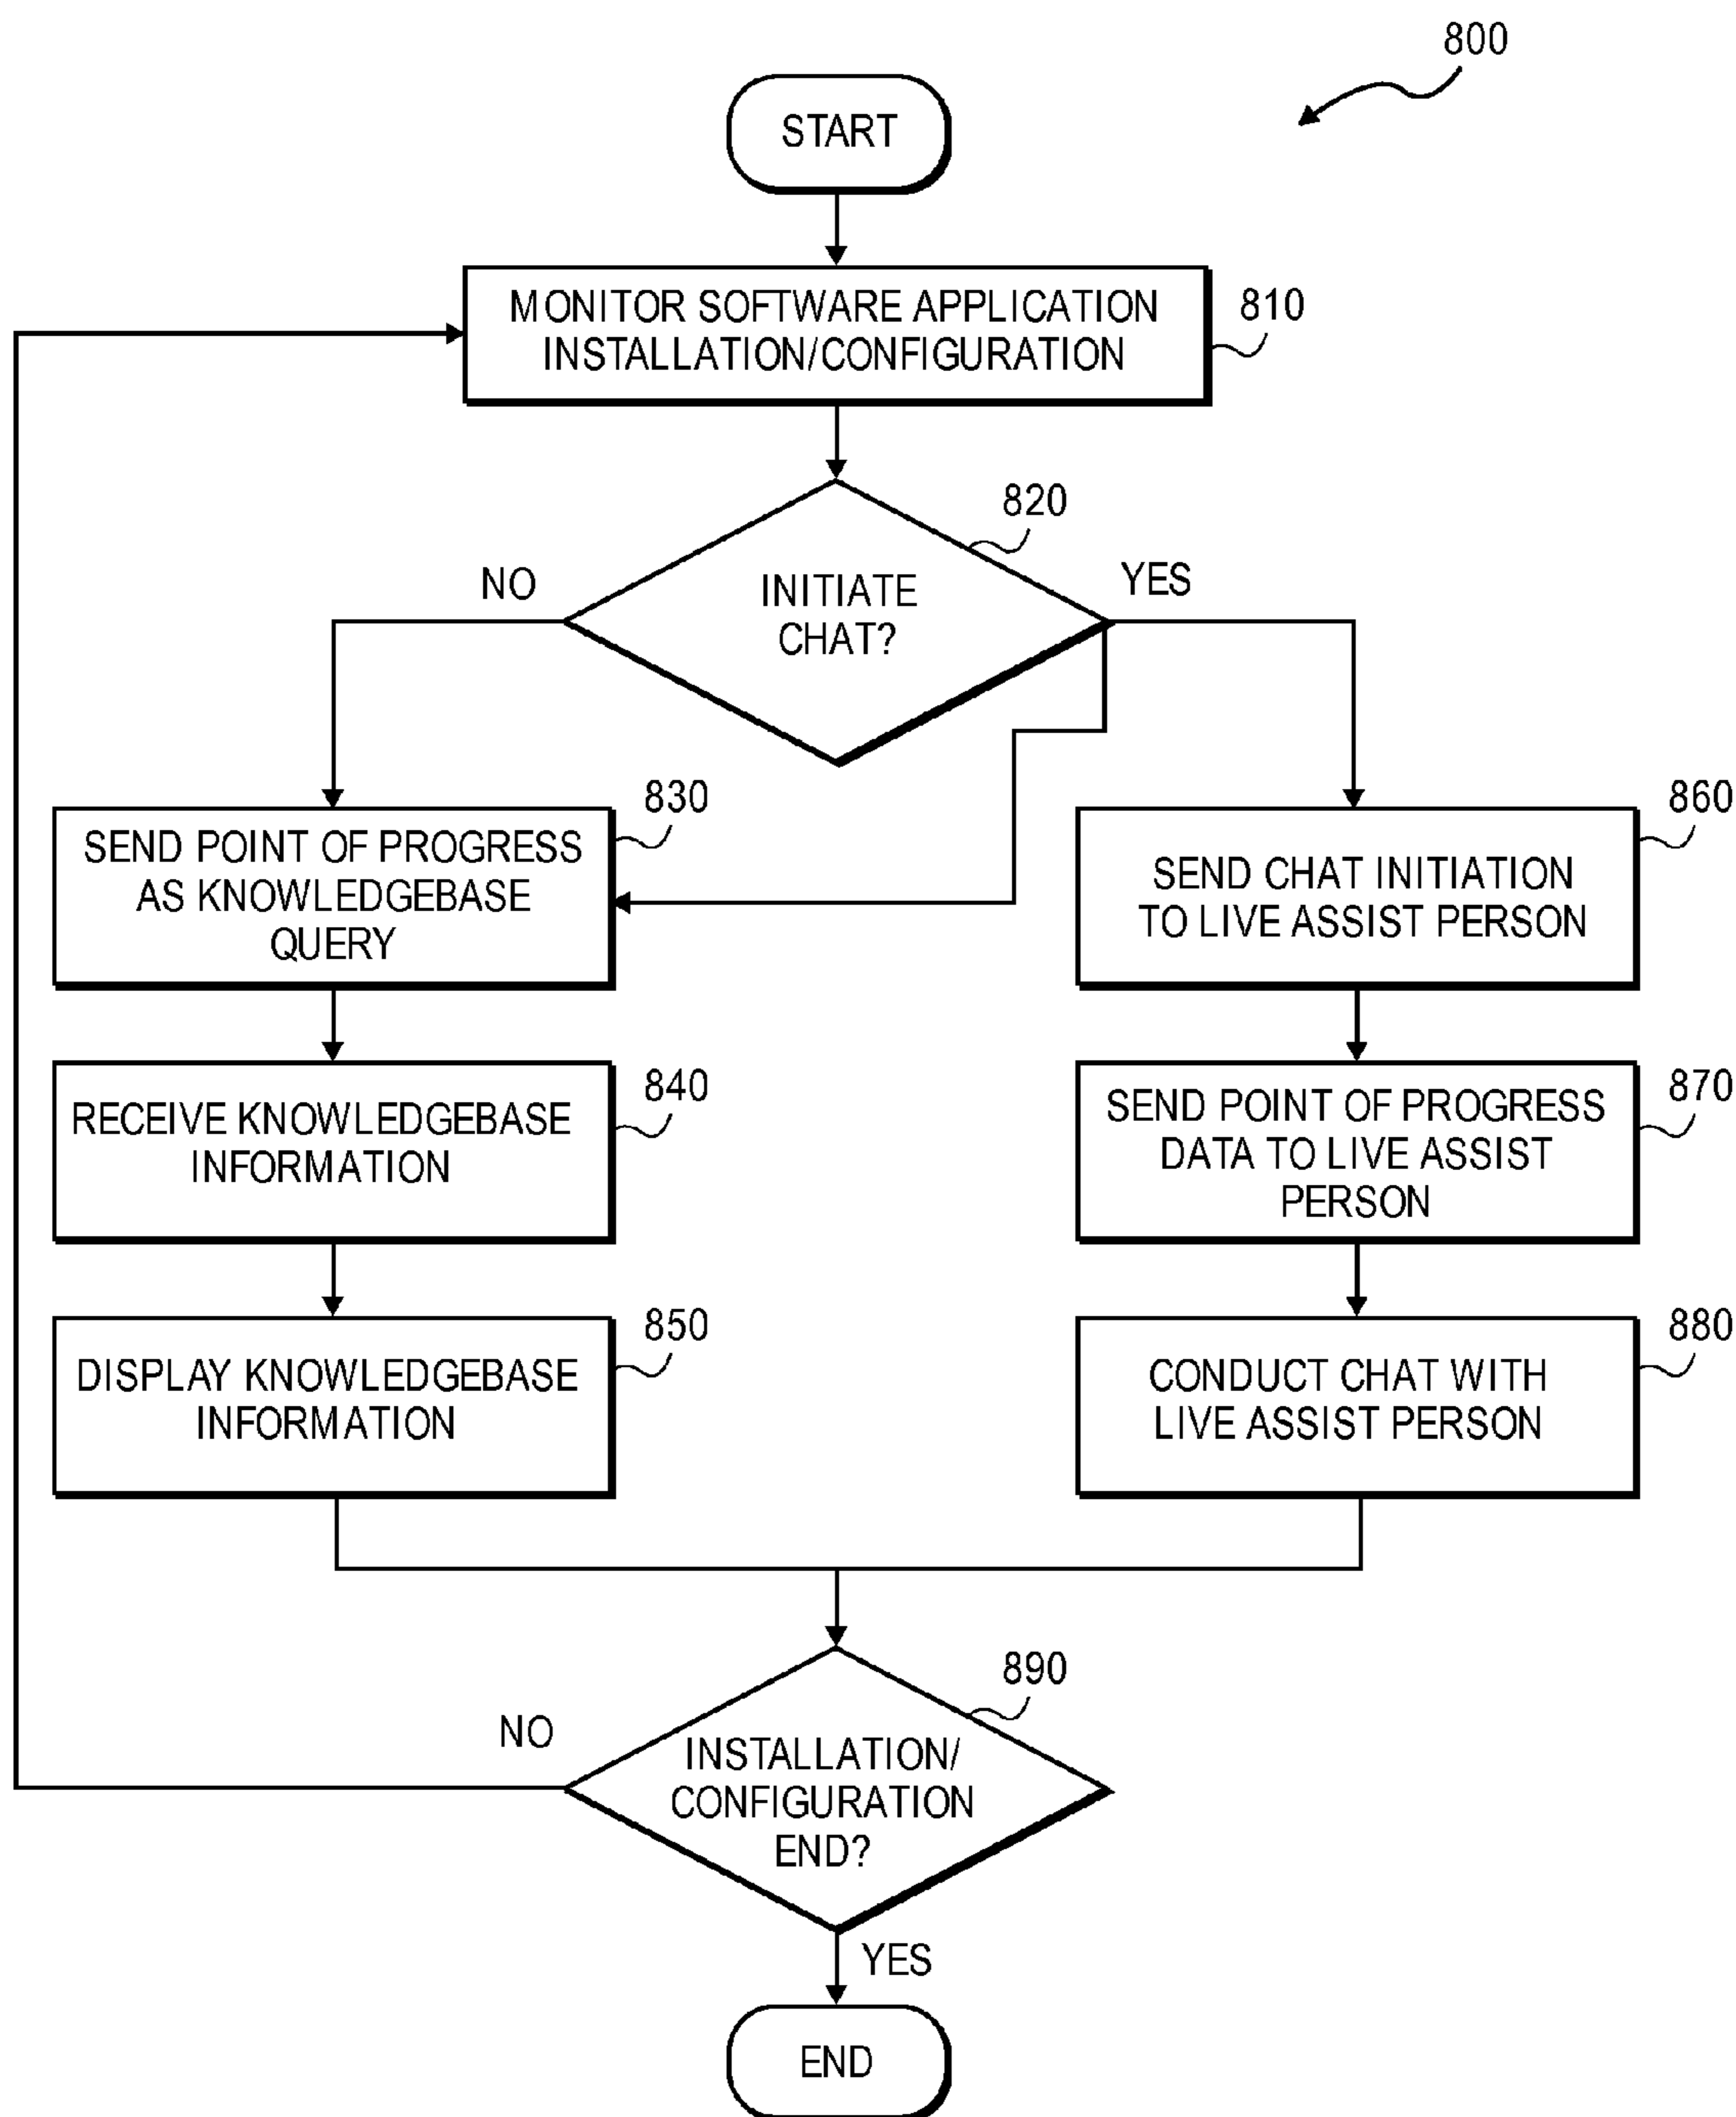 800
START
MONITOR SOFTWARE APPLICATION
INSTALLATION/CONFIGURATION
810
820
NO
YES
INITIATE
CHAT?
830
SEND POINT OF PROGRESS
AS KNOWLEDGEBASE
QUERY
860
SEND CHAT INITIATION
TO LIVE ASSIST PERSON
840
RECEIVE KNOWLEDGEBASE
INFORMATION
870
SEND POINT OF PROGRESS
DATA TO LIVE ASSIST
PERSON
850
DISPLAY KNOWLEDGEBASE
INFORMATION
880
CONDUCT CHAT WITH
LIVE ASSIST PERSON
890
NO
INSTALLATION/
CONFIGURATION
END?
YES
END